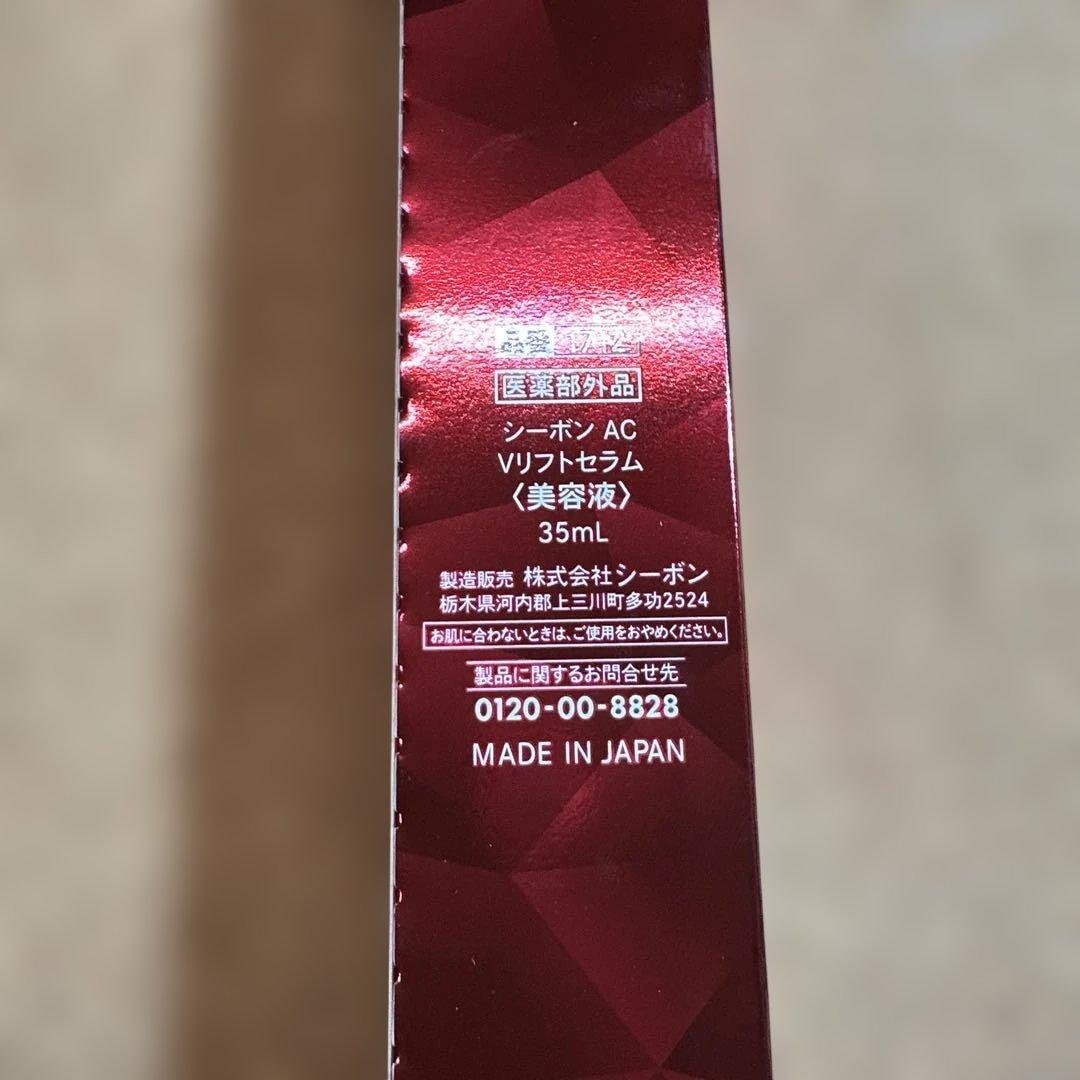 品番 1712
医薬部外品
シーボン AC
Vリフトセラム
〈美容液〉
35mL
製造販売 株式会社シーボン
栃木県河内郡上三川町多功2524
お肌に合わないときは、ご使用をおやめください。
製品に関するお問合せ先
0120-00-8828
MADE IN JAPAN